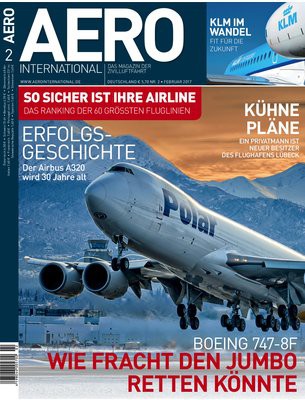 AERO
2
AERO
INTERNATIONAL
DAS MAGAZIN DER
ZIVILLUFTFAHRT
WWW.AEROINTERNATIONAL.DE
DEUTSCHLAND € 5,70 NR. 2 • FEBRUAR 2017
KLM IM
WANDEL
FIT FÜR DIE
ZUKUNFT
KLM
SO SICHER IST IHRE AIRLINE
DAS RANKING DER 60 GRÖSSTEN FLUGLINIEN
ERFOLGS-
GESCHICHTE
Der Airbus A320
wird 30 Jahre alt
KÜHNE
PLÄNE
EIN PRIVATMANN IST
NEUER BESITZER
DES FLUGHAFENS LÜBECK
Polar
BOEING 747-8F
WIE FRACHT DEN JUMBO
RETTEN KÖNNTE